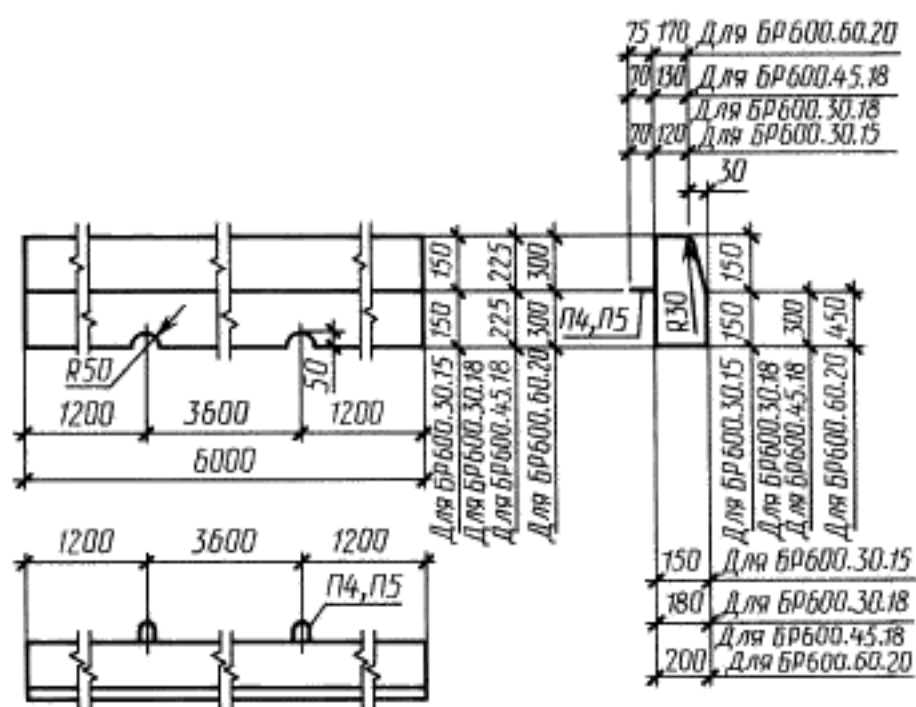 75 170 Для БР600.60.20
70 130 Для БР600.45.18
Для БР600.30.18
70 120 Для БР600.30.15
30
150 225 300
150 225 300
П4,П5
R30
150
150 300 450
R50
50
1200 3600 1200
6000
Для БР600.30.15
Для БР600.30.18
Для БР600.45.18
Для БР600.60.20
Для БР600.30.15
Для БР600.30.18
Для БР600.45.18
Для БР600.60.20
1200 3600 1200
П4,П5
150 Для БР600.30.15
180 Для БР600.30.18
Для БР600.45.18
200 Для БР600.60.20